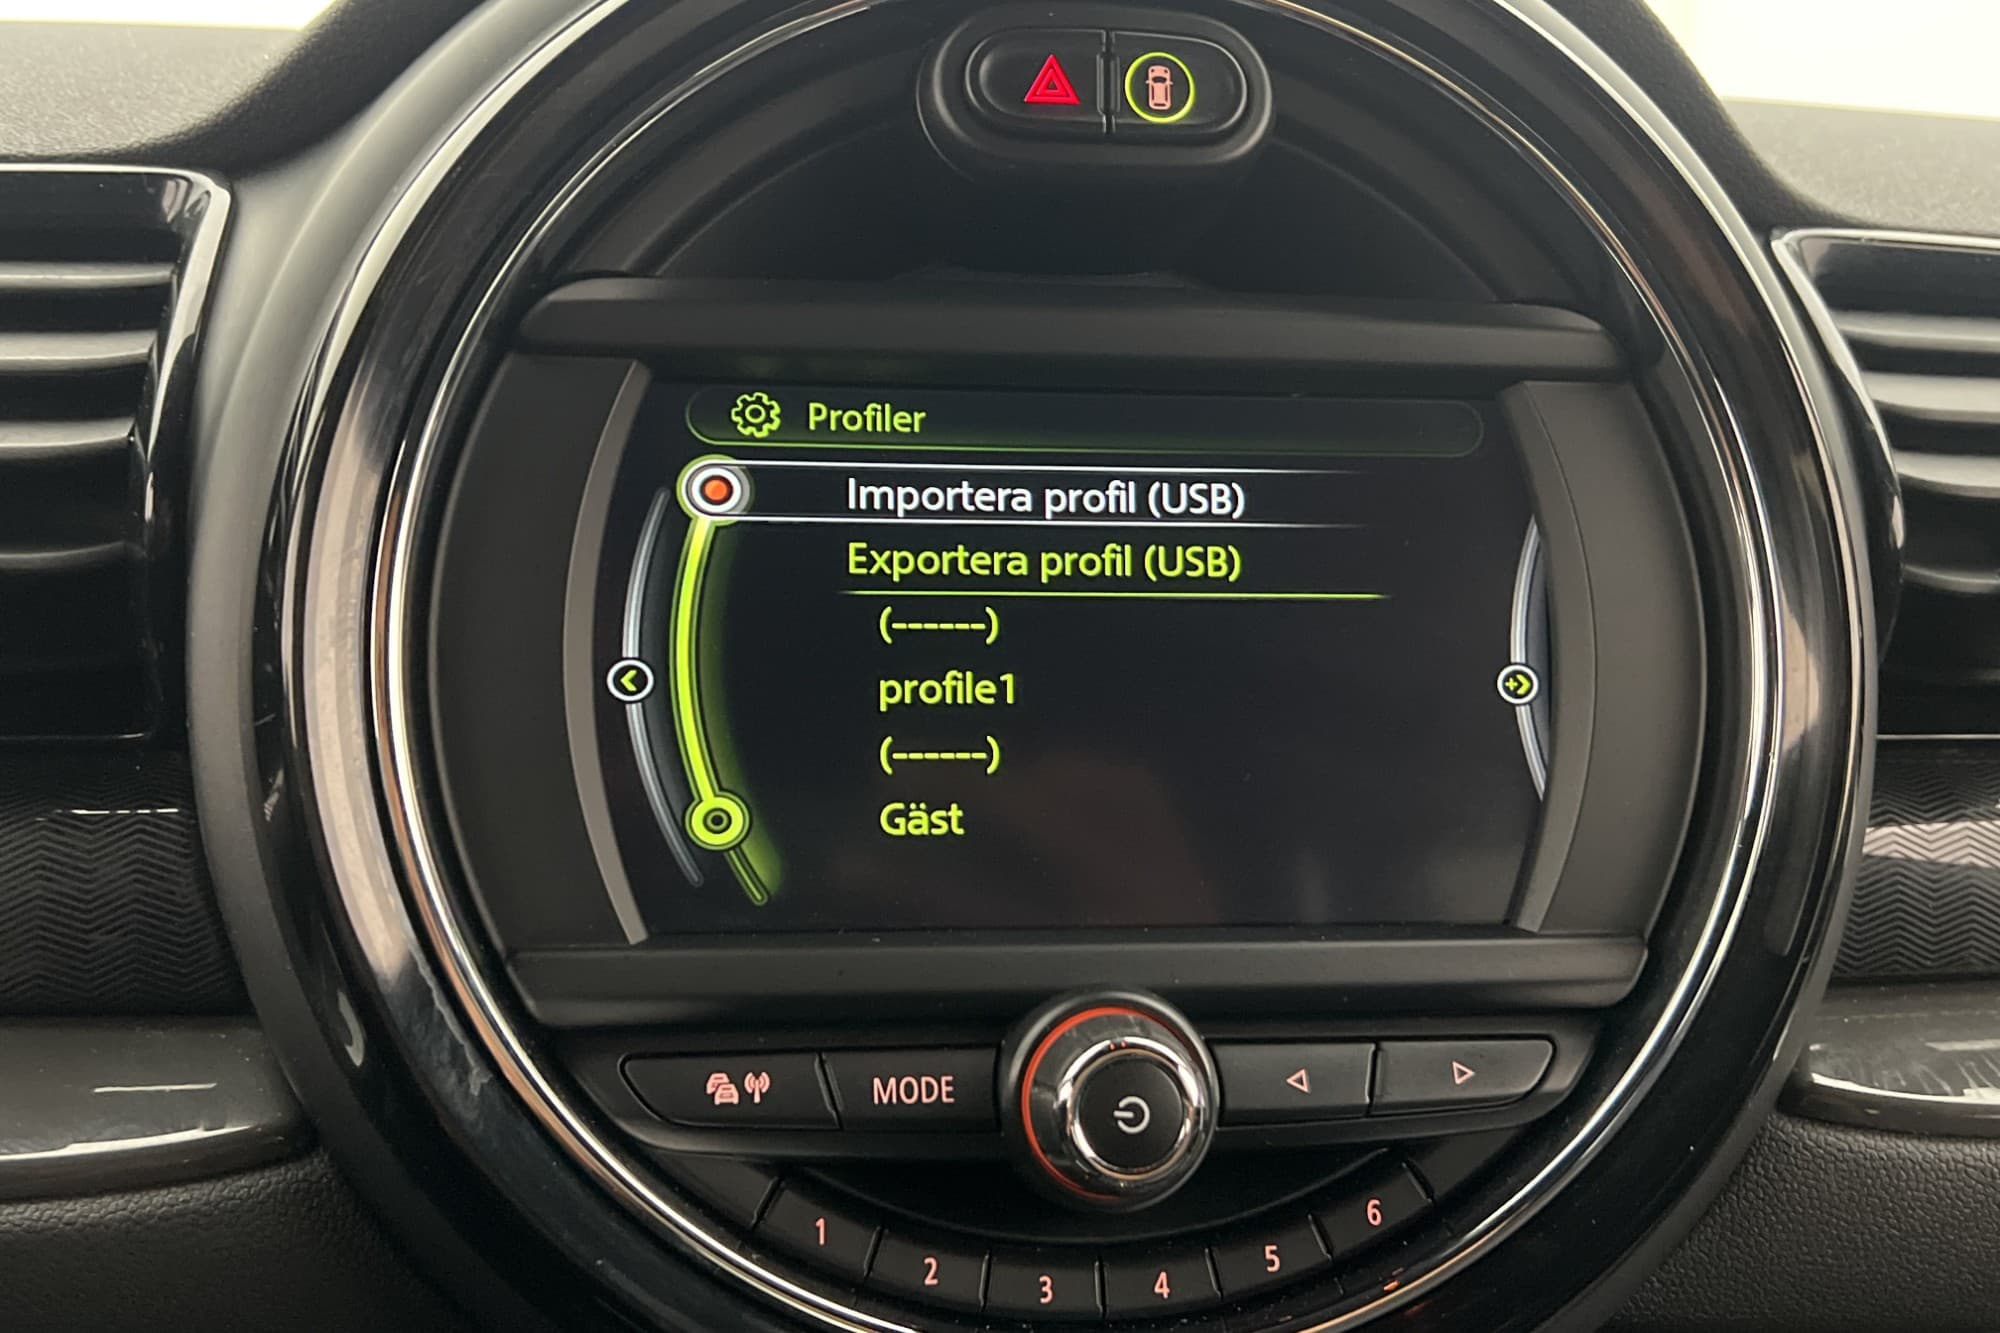 Profiler
Importera profil (USB)
Exportera profil (USB)
(------)
profile1
(------)
Gäst
MODE
1 2 3 4 5 6